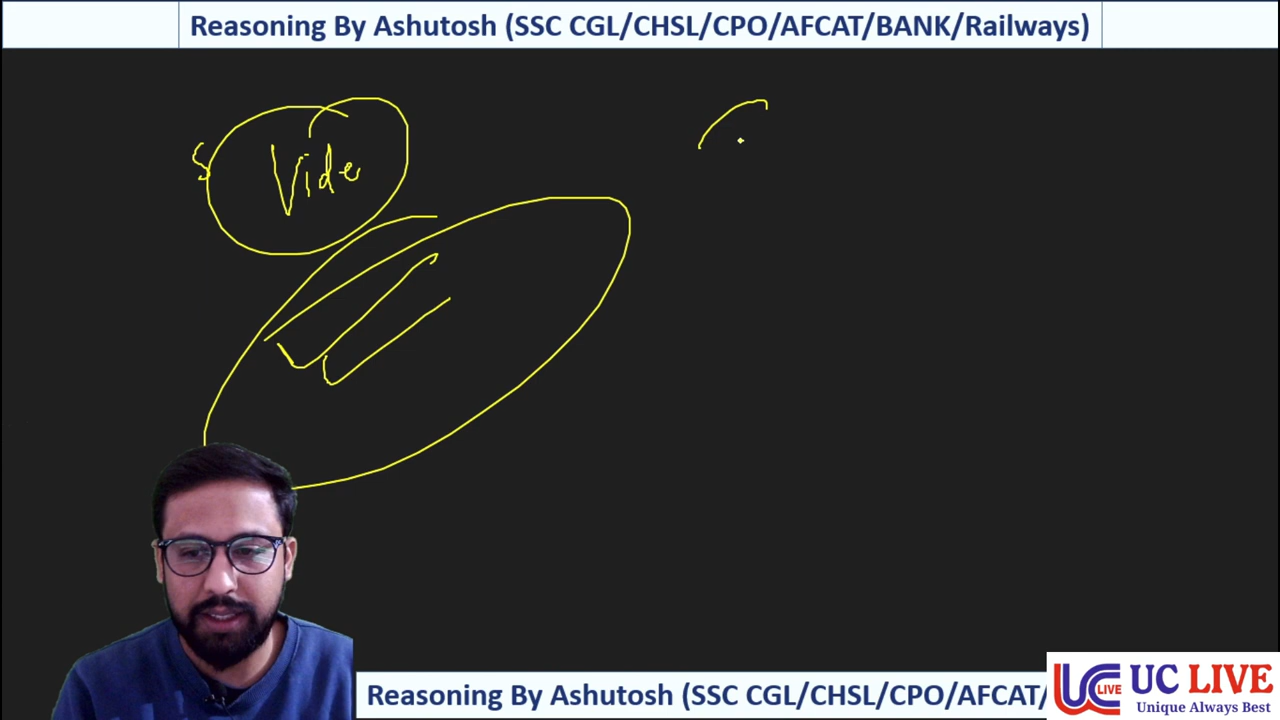 Reasoning By Ashutosh (SSC CGL/CHSL/CPO/AFCAT/BANK/Railways)
S Vide
Reasoning By Ashutosh (SSC CGL/CHSL/CPO/AFCAT/
UC LIVE UC LIVE
Unique Always Best